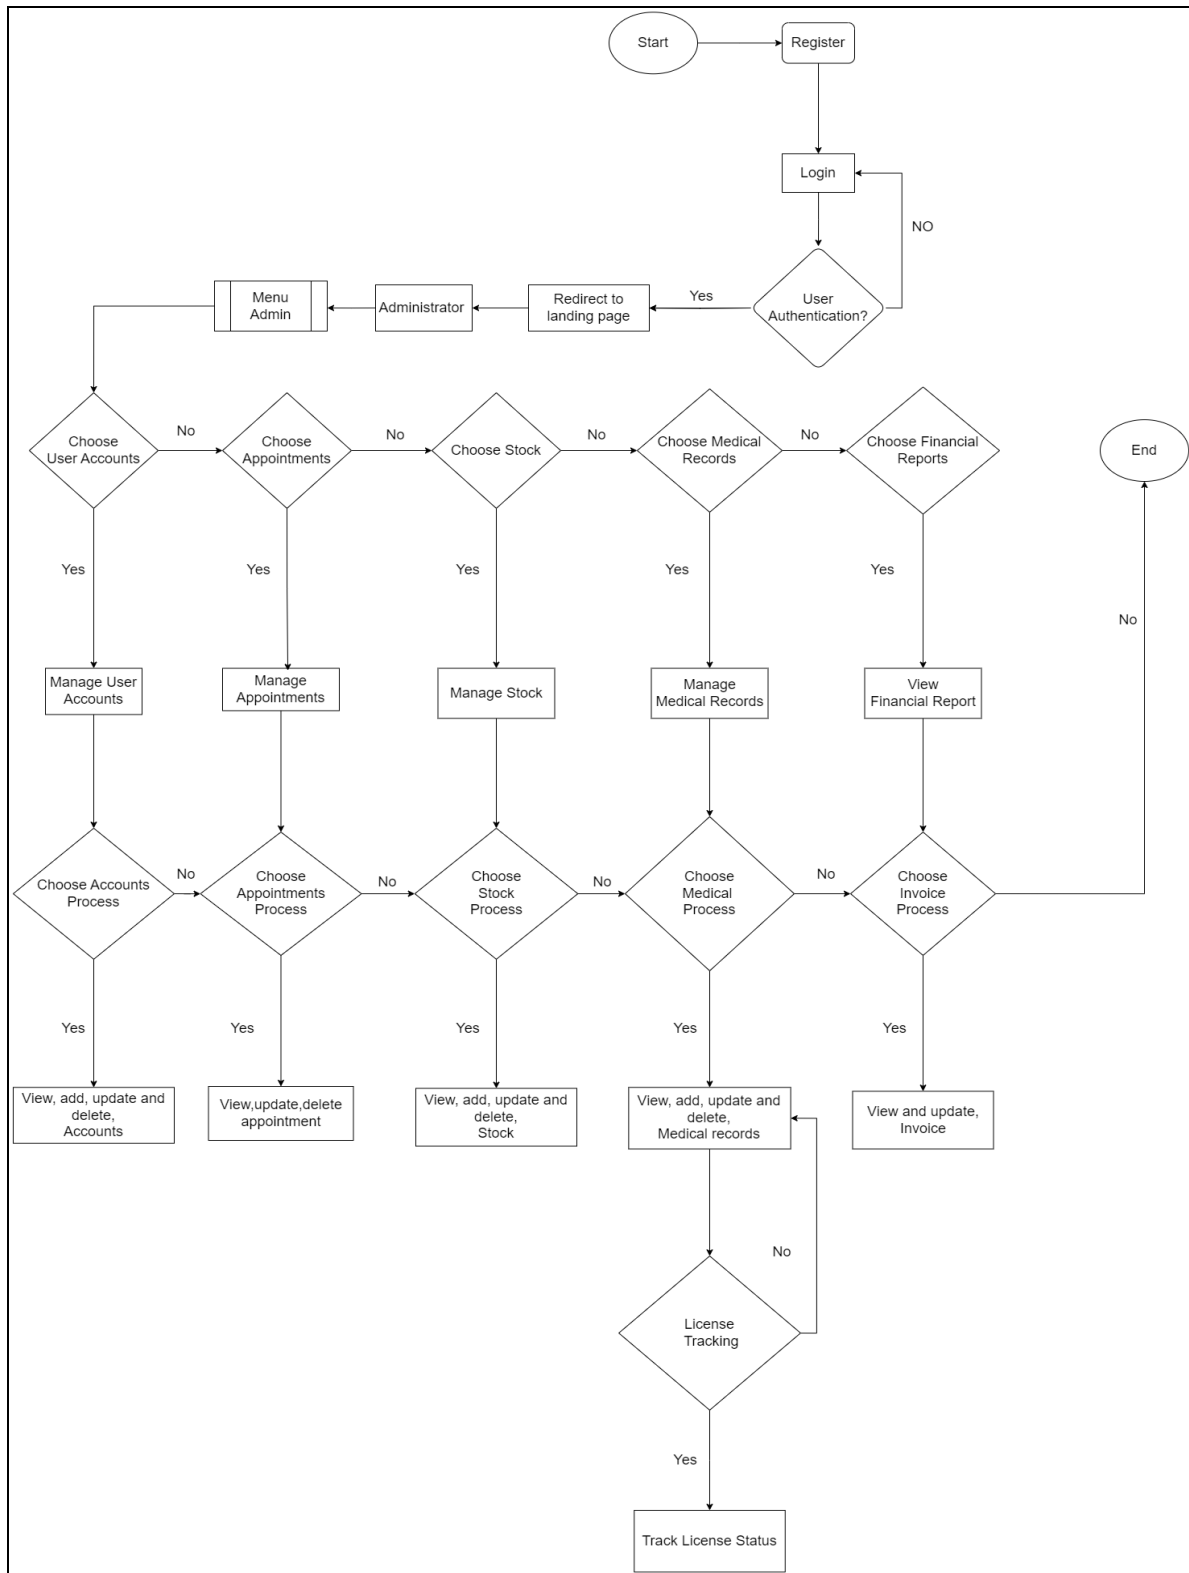 Start
Register
Login
NO
User
Authentication?
Yes
Redirect to
landing page
Administrator
Menu
Admin
Choose
User Accounts
No
Choose
Appointments
No
Choose Stock
No
Choose Medical
Records
No
Choose Financial
Reports
End
Yes
Yes
Yes
Yes
Yes
No
Manage User
Accounts
Manage
Appointments
Manage Stock
Manage
Medical Records
View
Financial Report
Choose Accounts
Process
No
Choose
Appointments
Process
No
Choose
Stock
Process
No
Choose
Medical
Process
No
Choose
Invoice
Process
Yes
Yes
Yes
Yes
Yes
View, add, update and
delete,
Accounts
View,update,delete
appointment
View, add, update and
delete,
Stock
View, add, update and
delete,
Medical records
View and update,
Invoice
No
License
Tracking
Yes
Track License Status